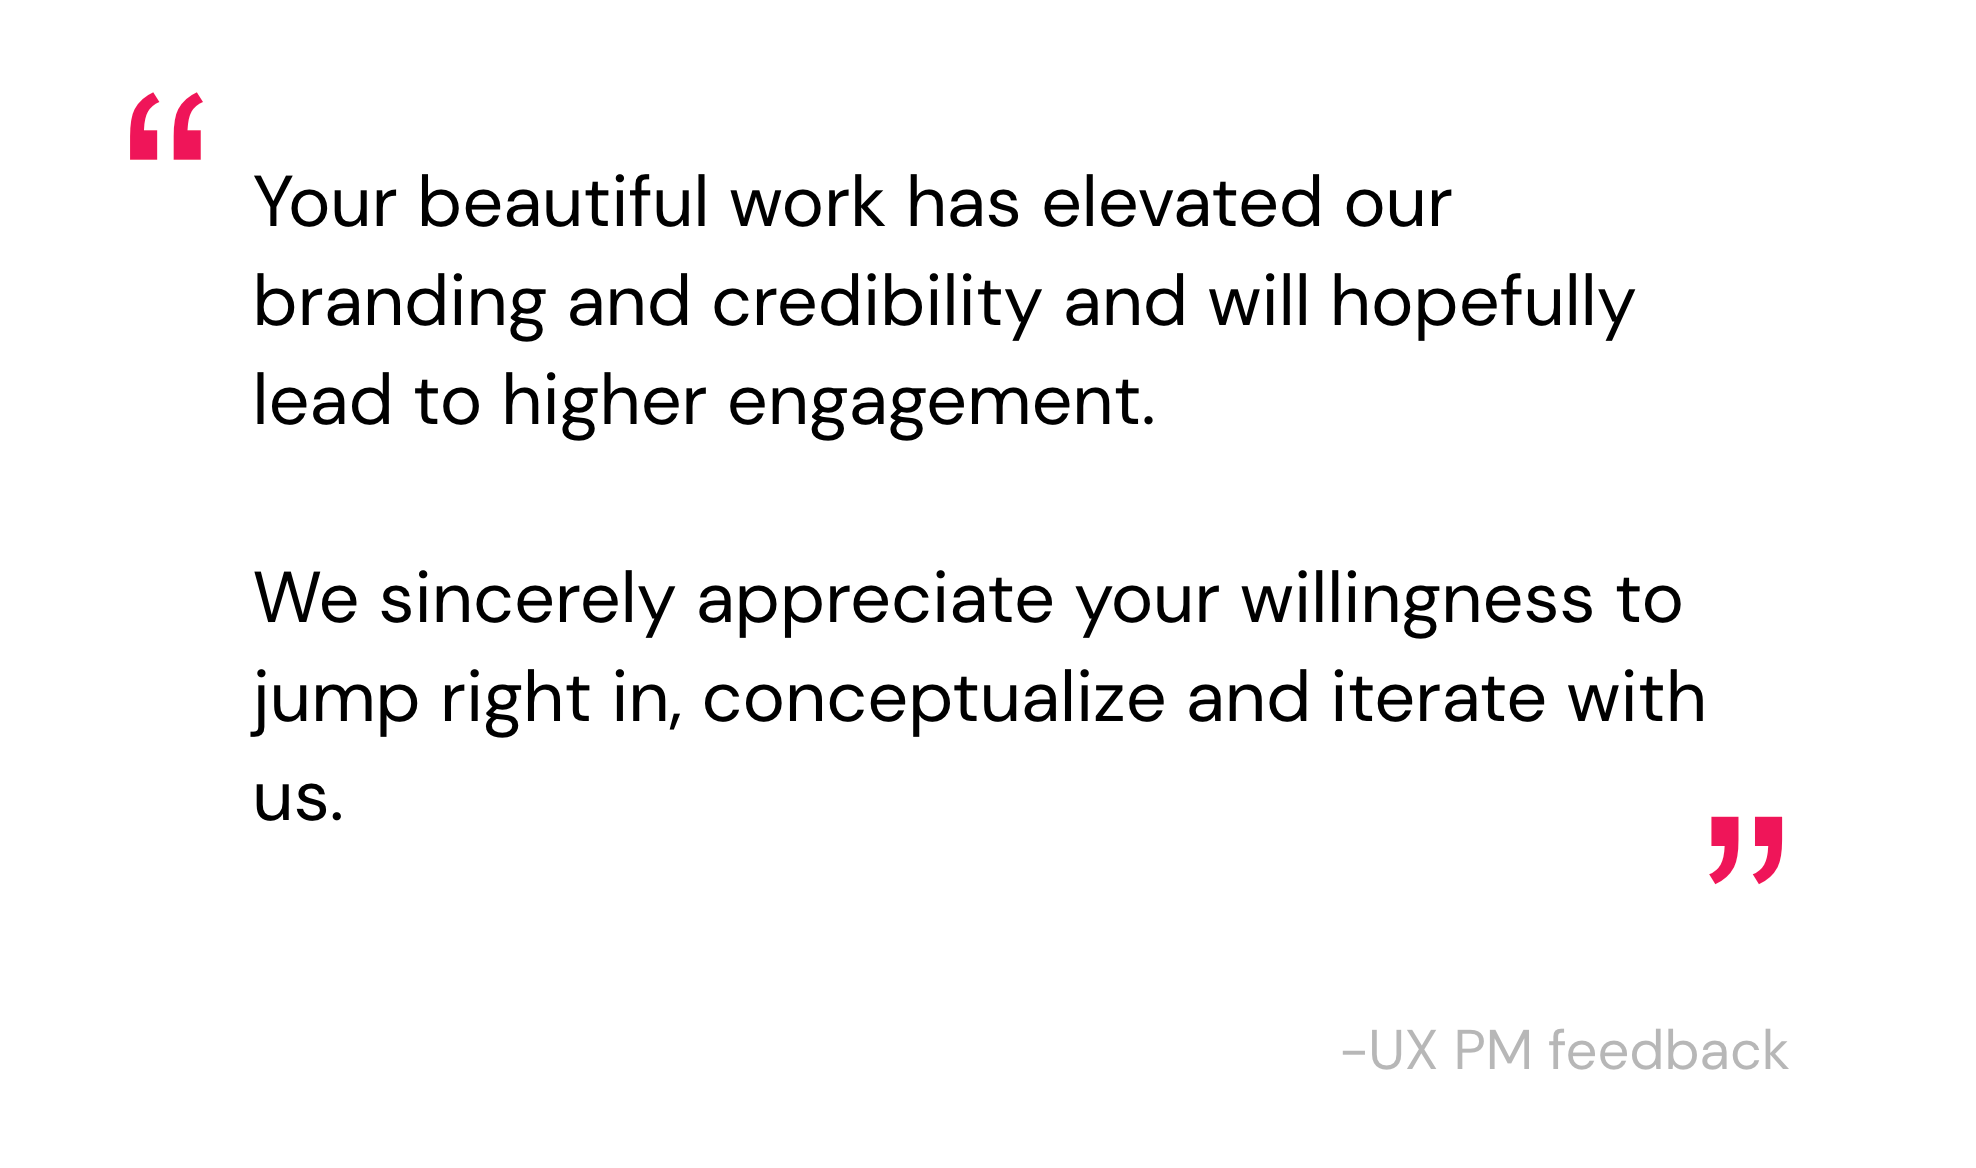 “
Your beautiful work has elevated our
branding and credibility and will hopefully
lead to higher engagement.
We sincerely appreciate your willingness to
jump right in, conceptualize and iterate with
us.
”
-UX PM feedback